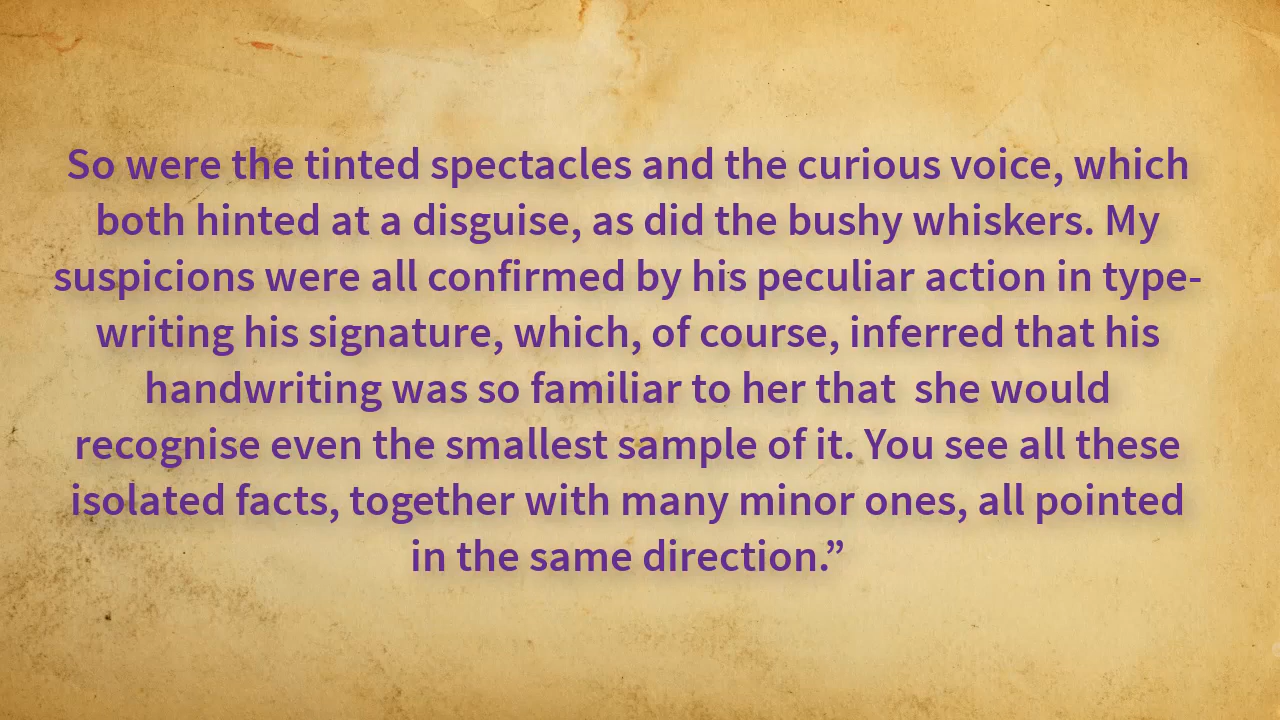 So were the tinted spectacles and the curious voice, which
both hinted at a disguise, as did the bushy whiskers. My
suspicions were all confirmed by his peculiar action in type-
writing his signature, which, of course, inferred that his
handwriting was so familiar to her that  she would
recognise even the smallest sample of it. You see all these
isolated facts, together with many minor ones, all pointed
in the same direction.”